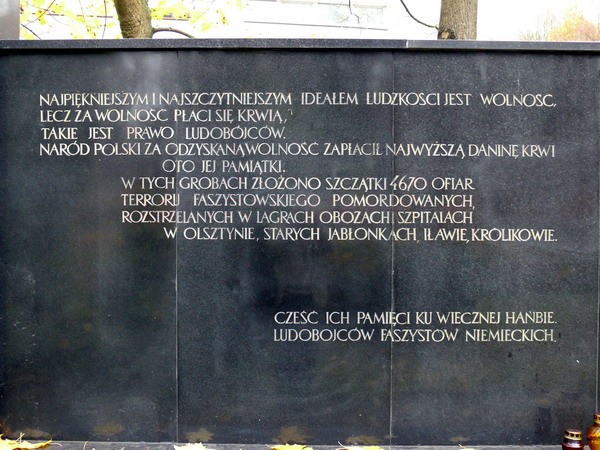 NAJPIĘKNIEJSZYM I NAJSZCZYTNIEJSZYM IDEAŁEM LUDZKOŚCI JEST WOLNOŚĆ,
LECZ ZA WOLNOŚĆ PŁACI SIĘ KRWIĄ,
TAKIE JEST PRAWO LUDOBÓJCÓW.
NARÓD POLSKI ZA ODZYSKANĄ WOLNOŚĆ ZAPŁACIŁ NAJWYŻSZĄ DANINĘ KRWI
OTO JEJ PAMIĄTKI.
W TYCH GROBACH ZŁOŻONO SZCZĄTKI 4670 OFIAR
TERRORU FASZYSTOWSKIEGO POMORDOWANYCH,
ROZSTRZELANYCH W ŁAGRACH OBOZACH I SZPITALACH
W OLSZTYNIE, STARYCH JABŁONKACH, IŁAWIE, KRÓLIKOWIE.
CZEŚĆ ICH PAMIĘCI KU WIECZNEJ HAŃBIE.
LUDOBÓJCÓW FASZYSTÓW NIEMIECKICH.